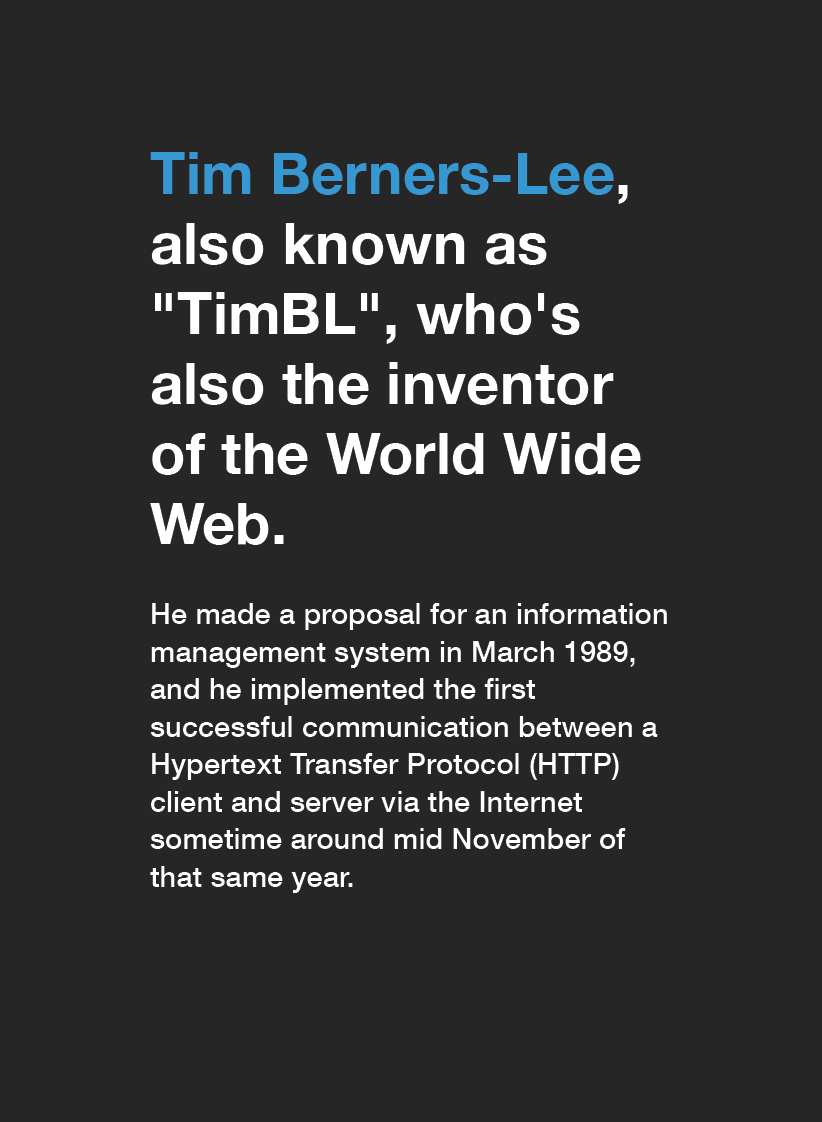 Tim Berners-Lee,
also known as
"TimBL", who's
also the inventor
of the World Wide
Web.
He made a proposal for an information
management system in March 1989,
and he implemented the first
successful communication between a
Hypertext Transfer Protocol (HTTP)
client and server via the Internet
sometime around mid November of
that same year.